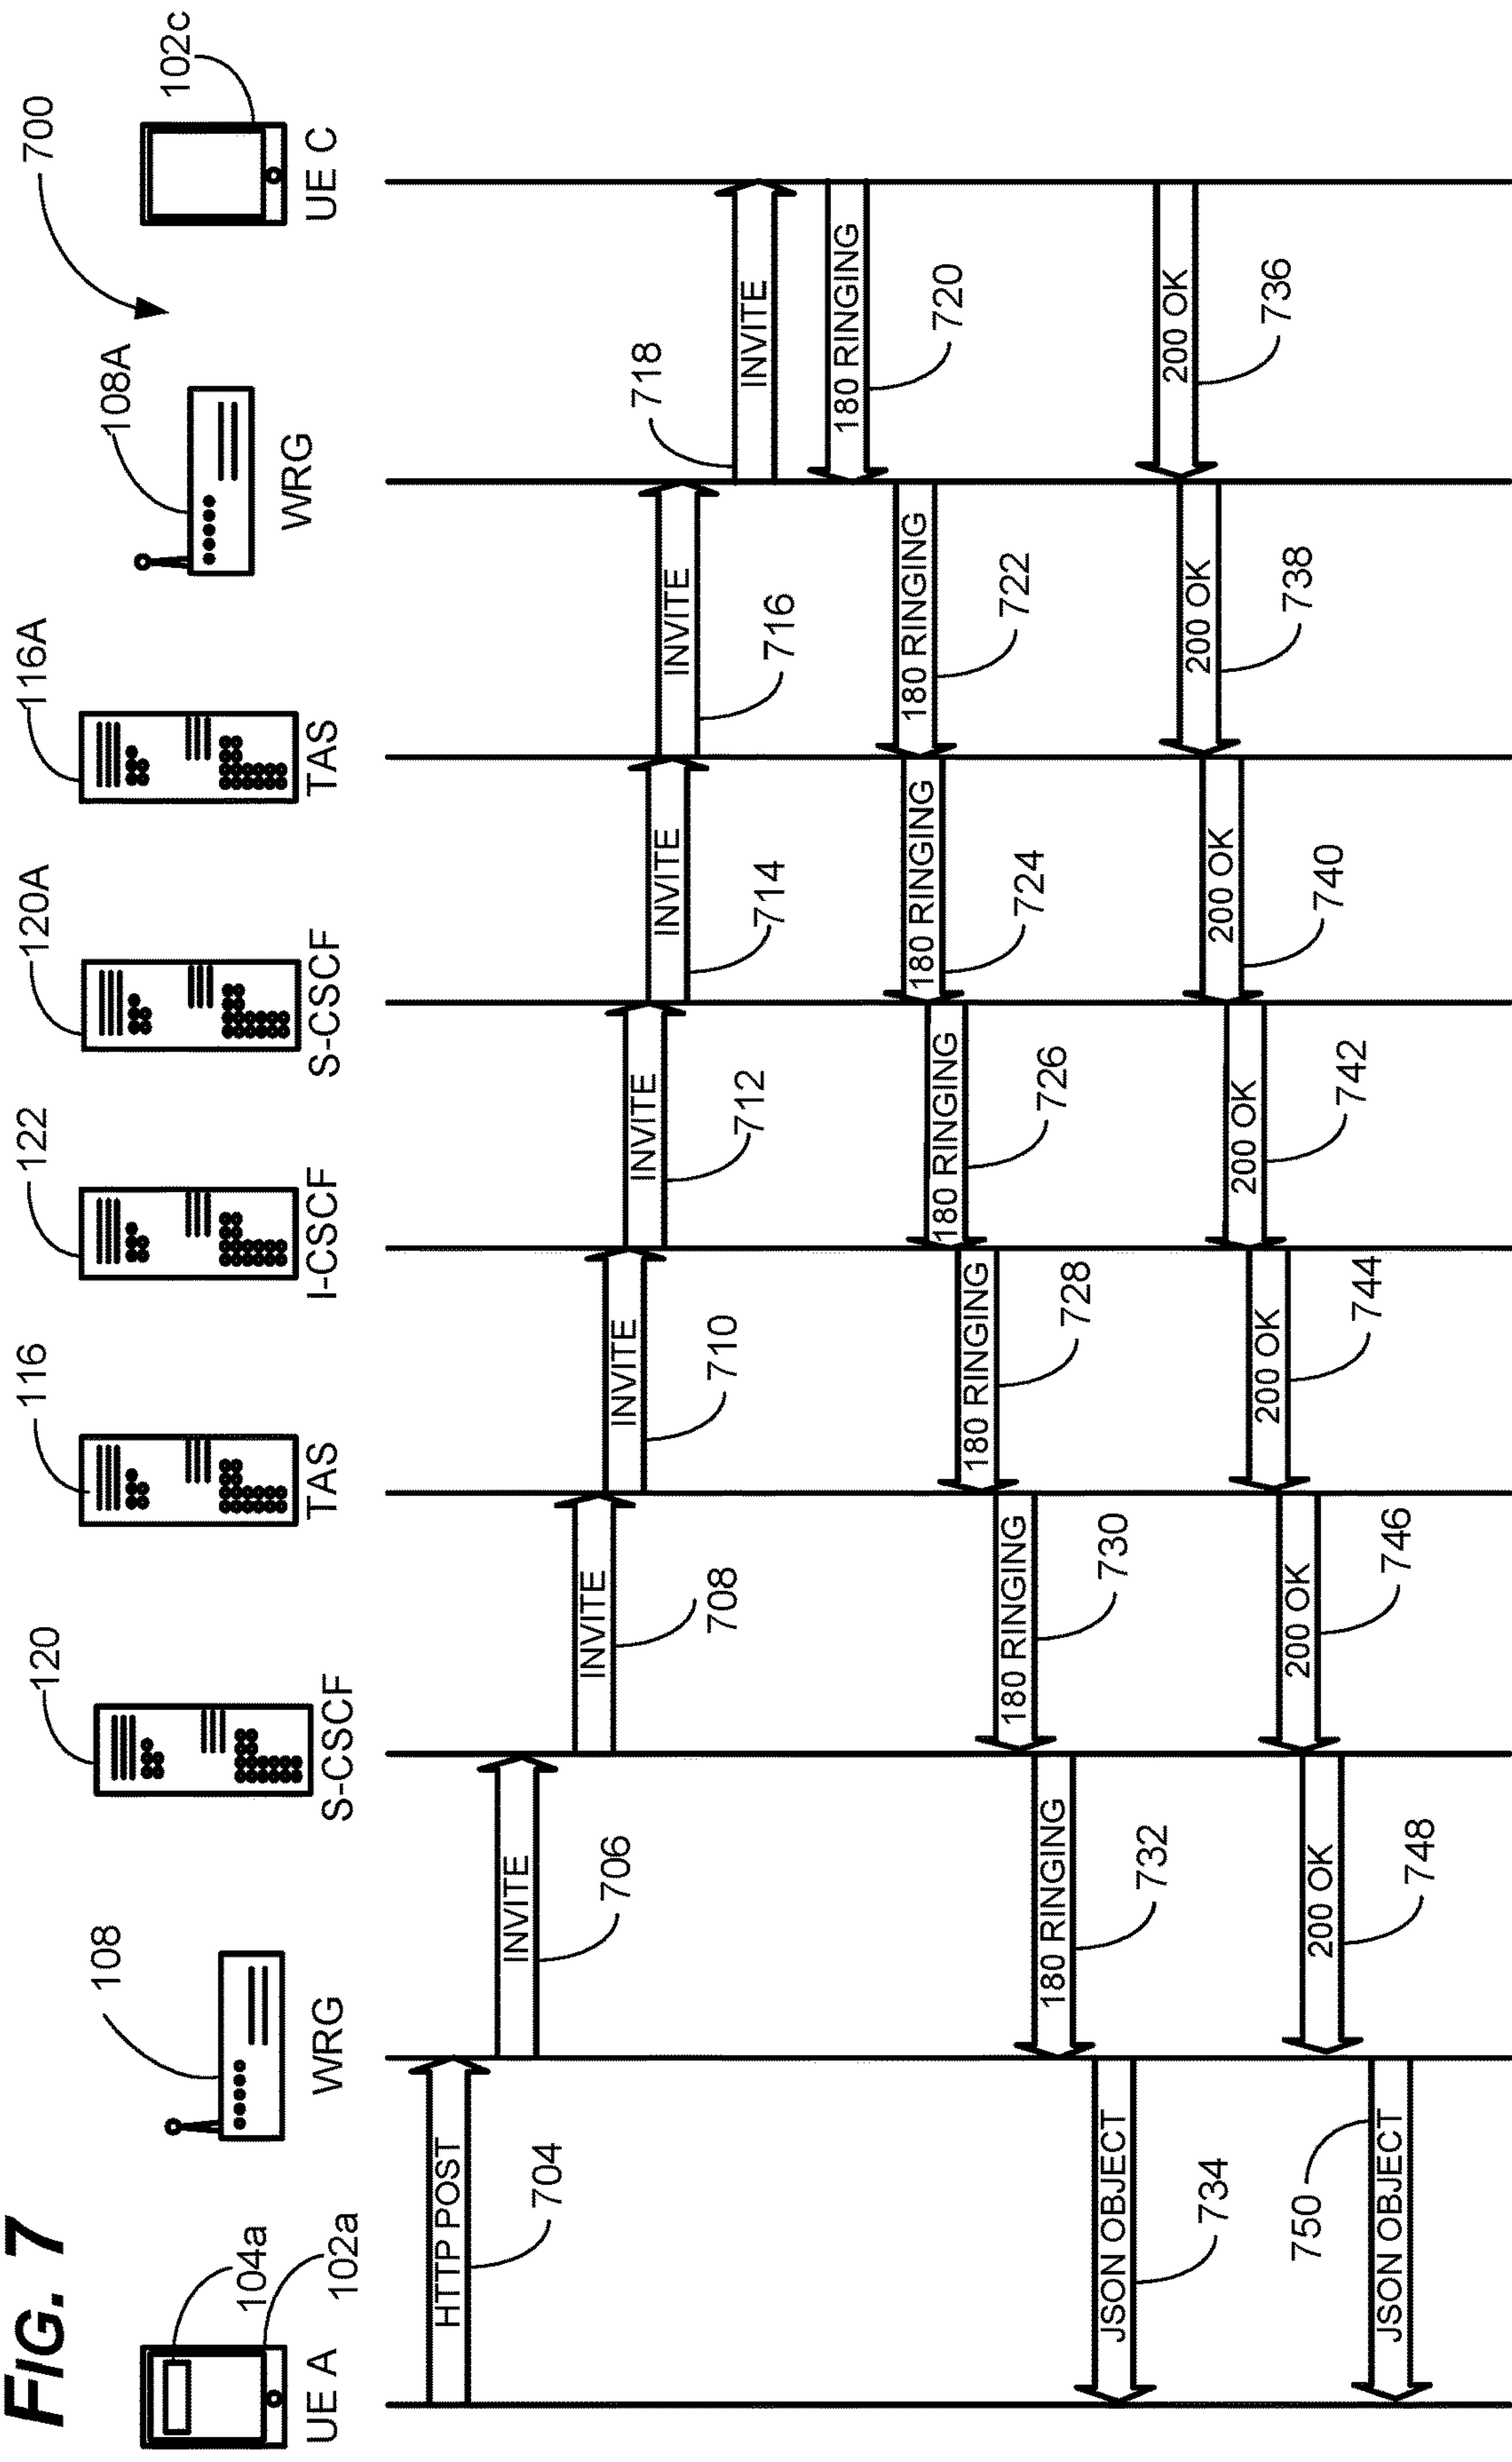 FIG. 7
700
104a
102a
108
120
116
122
120A
116A
108A
102c
UE A
WRG
S-CSCF
TAS
I-CSCF
S-CSCF
TAS
WRG
UE C
HTTP POST
704
INVITE
706
INVITE
708
INVITE
710
INVITE
712
INVITE
714
INVITE
716
INVITE
718
180 RINGING
720
180 RINGING
722
180 RINGING
724
180 RINGING
726
180 RINGING
728
180 RINGING
730
180 RINGING
732
JSON OBJECT
734
200 OK
736
200 OK
738
200 OK
740
200 OK
742
200 OK
744
200 OK
746
200 OK
748
JSON OBJECT
750